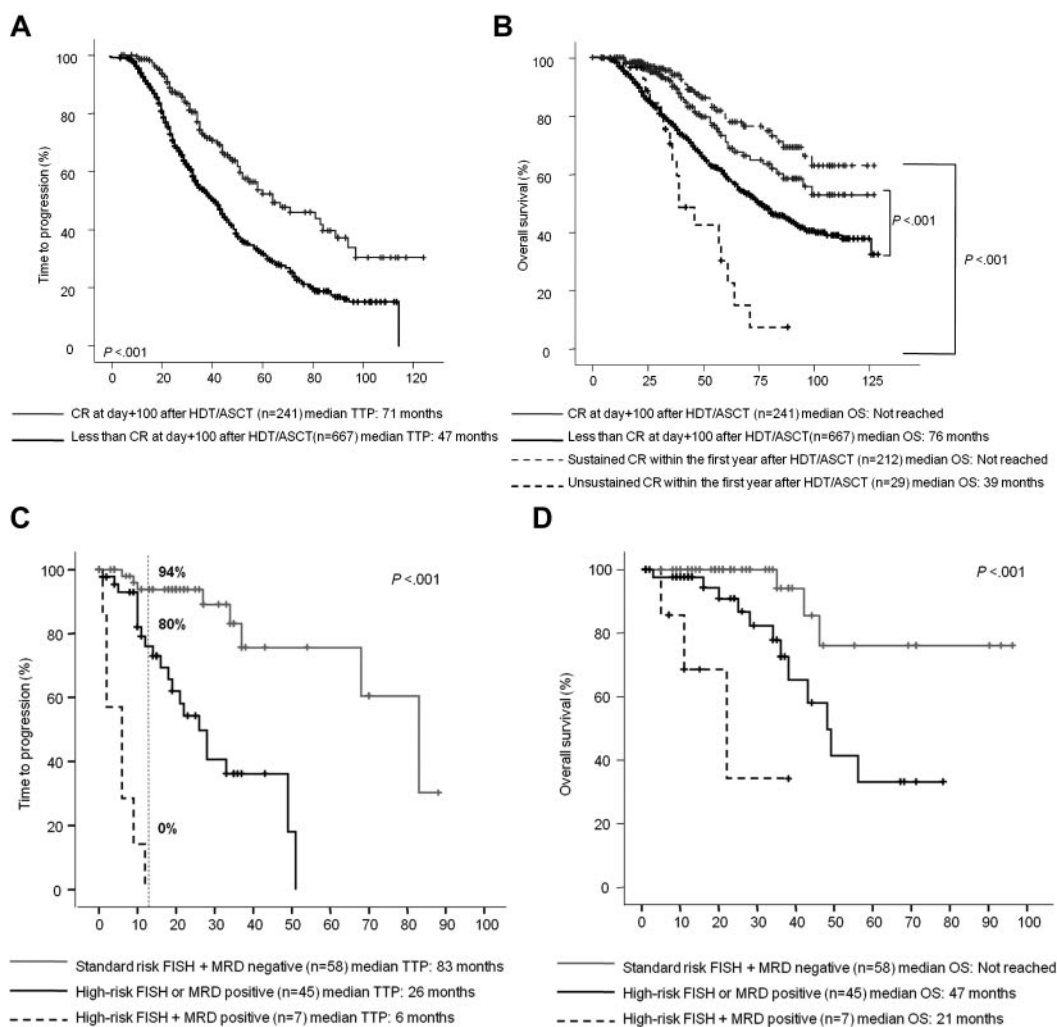 A
Time to progression (%)
100
80
60
40
20
0
P <.001
0 20 40 60 80 100 120
CR at day+100 after HDT/ASCT (n=241) median TTP: 71 months
Less than CR at day+100 after HDT/ASCT(n=667) median TTP: 47 months
B
Overall survival (%)
100
80
60
40
20
0
P <.001
P <.001
0 25 50 75 100 125
CR at day+100 after HDT/ASCT (n=241) median OS: Not reached
Less than CR at day+100 after HDT/ASCT(n=667) median OS: 76 months
Sustained CR within the first year after HDT/ASCT (n=212) median OS: Not reached
Unsustained CR within the first year after HDT/ASCT (n=29) median OS: 39 months
C
Time to progression (%)
100
80
60
40
20
0
94%
80%
0%
P <.001
0 10 20 30 40 50 60 70 80 90 100
Standard risk FISH + MRD negative (n=58) median TTP: 83 months
High-risk FISH or MRD positive (n=45) median TTP: 26 months
High-risk FISH + MRD positive (n=7) median TTP: 6 months
D
Overall survival (%)
100
80
60
40
20
0
P <.001
0 10 20 30 40 50 60 70 80 90 100
Standard risk FISH + MRD negative (n=58) median OS: Not reached
High-risk FISH or MRD positive (n=45) median OS: 47 months
High-risk FISH + MRD positive (n=7) median OS: 21 months